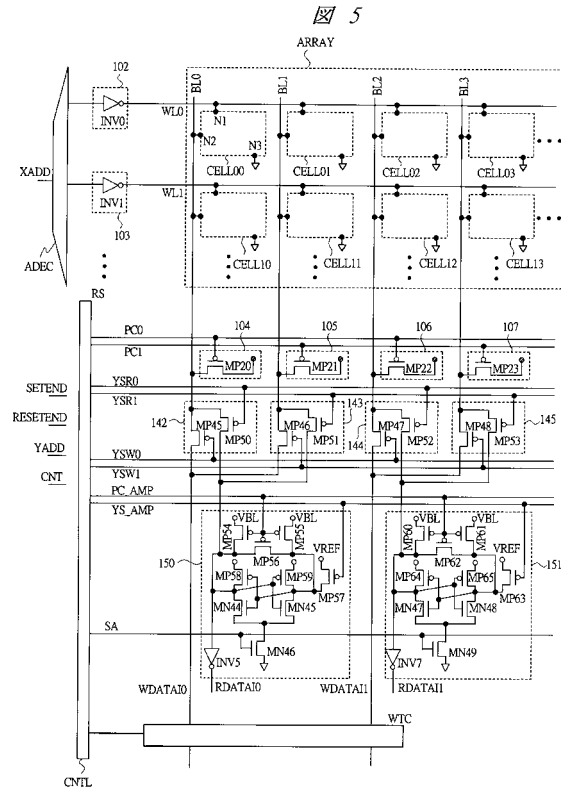 図 5
ARRAY
102
BL0
BL1
BL2
BL3
INV0
WL0
N1
N2
N3
CELL00
CELL01
CELL02
CELL03
XADD
INV1
WL1
103
ADEC
CELL10
CELL11
CELL12
CELL13
RS
PC0
104
105
106
107
PC1
MP20
MP21
MP22
MP23
SETEND
YSR0
YSR1
RESETEND
142
143
144
145
MP45
MP50
MP46
MP51
MP47
MP52
MP48
MP53
YADD
YSW0
CNT
YSW1
PC_AMP
YS_AMP
150
VBL
VBL
MP54
MP55
MP56
VREF
MP58
MP59
MP57
MN44
MN45
MN46
INV5
RDATAI0
151
VBL
VBL
MP60
MP61
MP62
VREF
MP64
MP65
MP63
MN47
MN48
MN49
INV7
RDATAI1
SA
WDATAI0
WDATAI1
WTC
CNTL